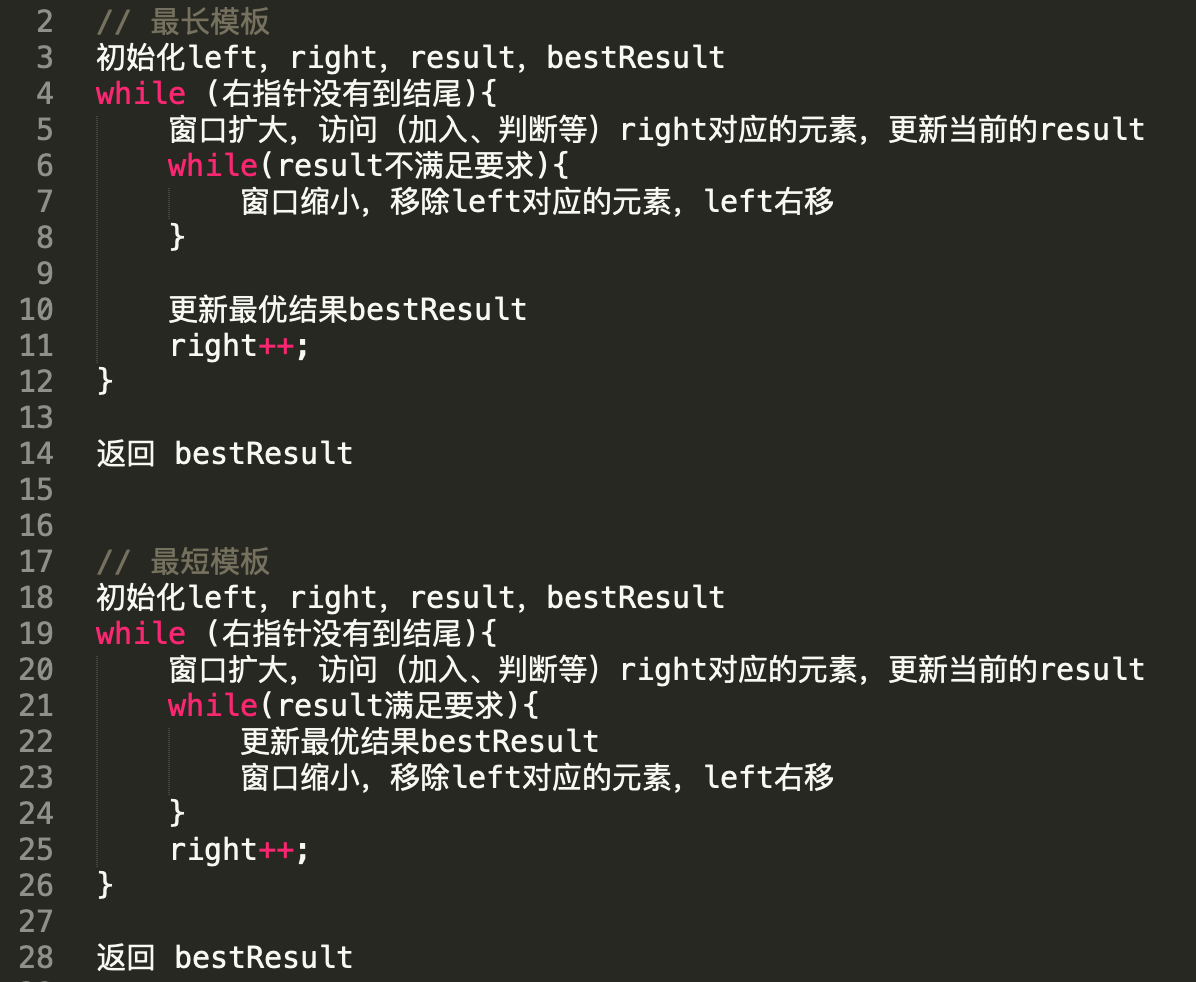 2 // 最长模板
3 初始化left, right, result, bestResult
4 while (右指针没有到结尾){
5 窗口扩大，访问（加入、判断等）right对应的元素，更新当前的result
6 while(result不满足要求){
7 窗口缩小，移除left对应的元素，left右移
8 }
9
10 更新最优结果bestResult
11 right++;
12 }
13
14 返回 bestResult
15
16
17 // 最短模板
18 初始化left, right, result, bestResult
19 while (右指针没有到结尾){
20 窗口扩大，访问（加入、判断等）right对应的元素，更新当前的result
21 while(result满足要求){
22 更新最优结果bestResult
23 窗口缩小，移除left对应的元素，left右移
24 }
25 right++;
26 }
27
28 返回 bestResult